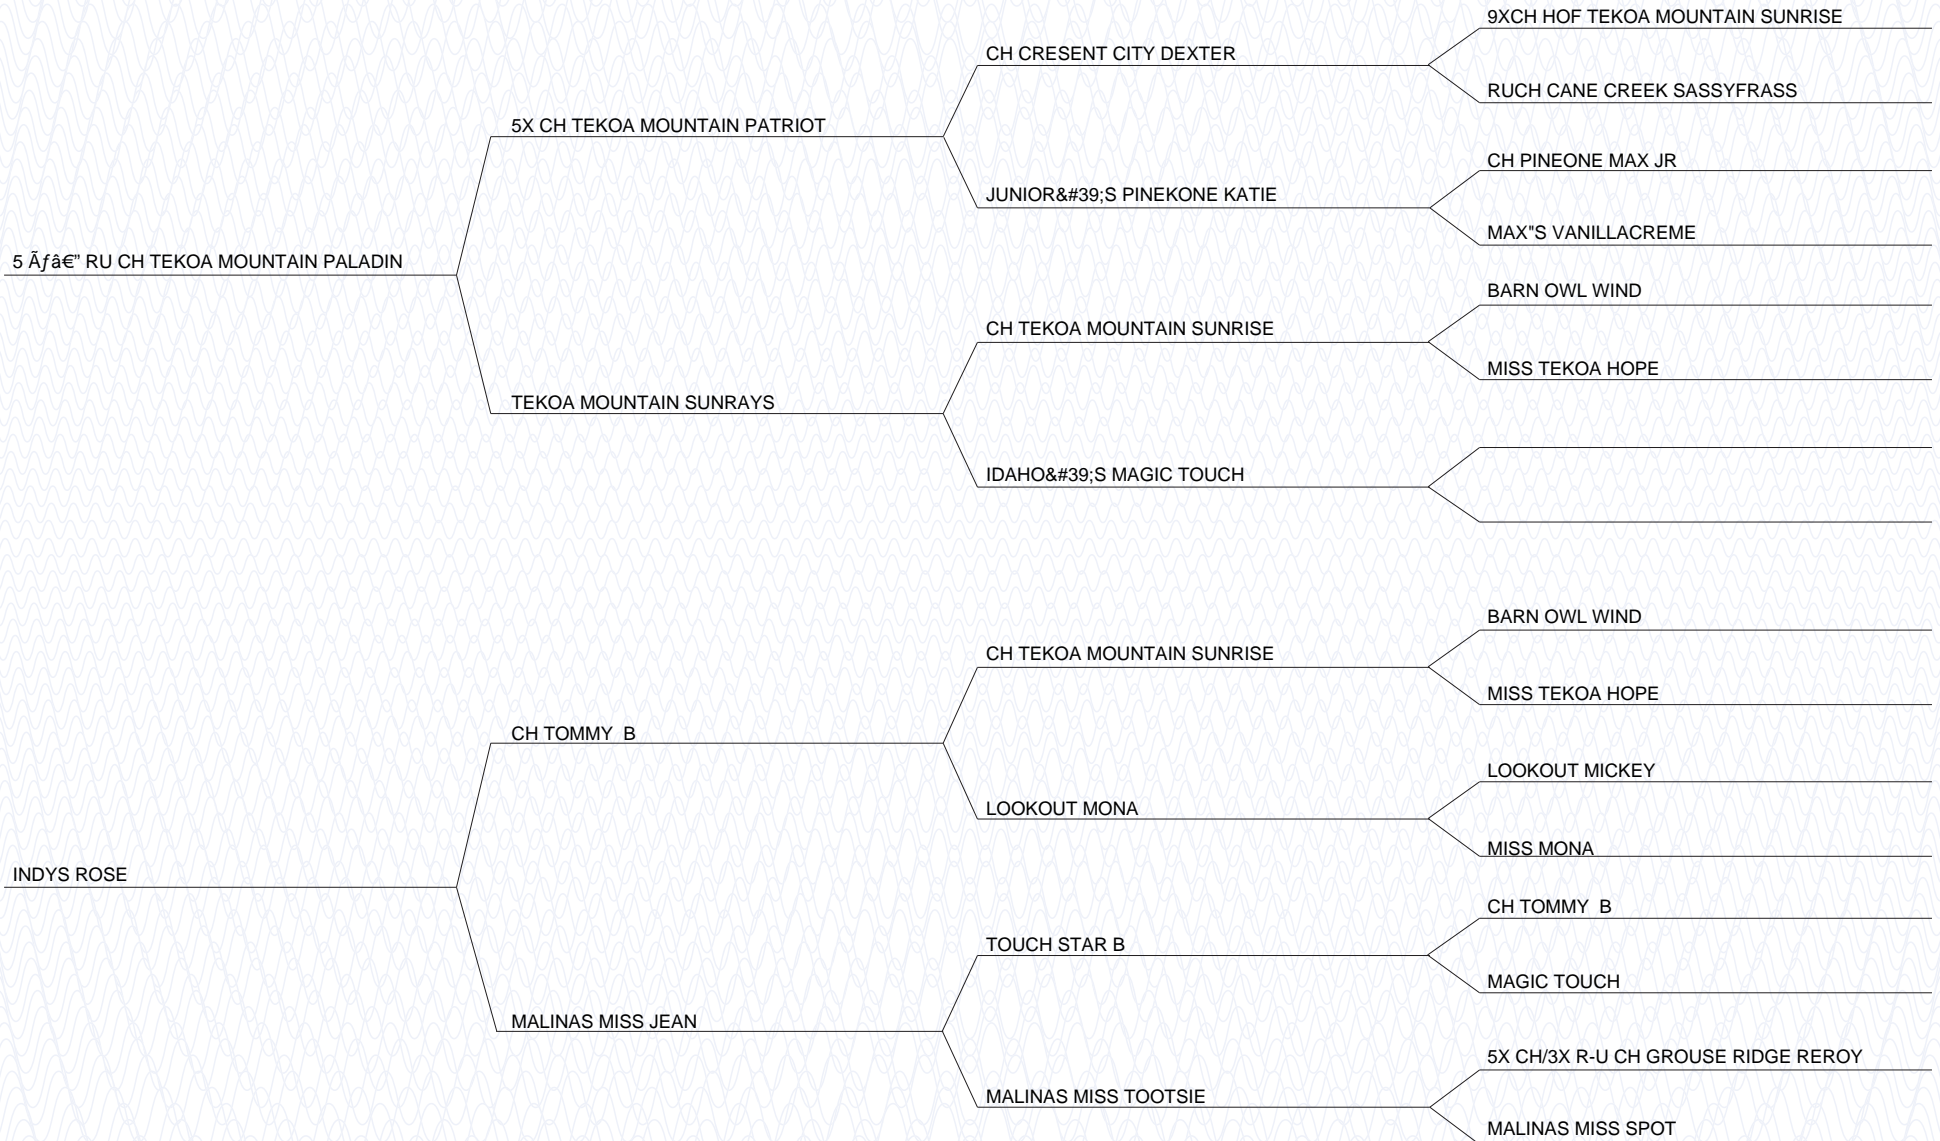 9XCH HOF TEKOA MOUNTAIN SUNRISE
CH CRESENT CITY DEXTER
RUCH CANE CREEK SASSYFRASS
5X CH TEKOA MOUNTAIN PATRIOT
CH PINEONE MAX JR
JUNIOR&#39;S PINEKONE KATIE
MAX"S VANILLACREME
5 Ãƒâ€” RU CH TEKOA MOUNTAIN PALADIN
BARN OWL WIND
CH TEKOA MOUNTAIN SUNRISE
MISS TEKOA HOPE
TEKOA MOUNTAIN SUNRAYS
IDAHO&#39;S MAGIC TOUCH
BARN OWL WIND
CH TEKOA MOUNTAIN SUNRISE
MISS TEKOA HOPE
CH TOMMY  B
LOOKOUT MICKEY
LOOKOUT MONA
MISS MONA
INDYS ROSE
CH TOMMY  B
TOUCH STAR B
MAGIC TOUCH
MALINAS MISS JEAN
5X CH/3X R-U CH GROUSE RIDGE REROY
MALINAS MISS TOOTSIE
MALINAS MISS SPOT